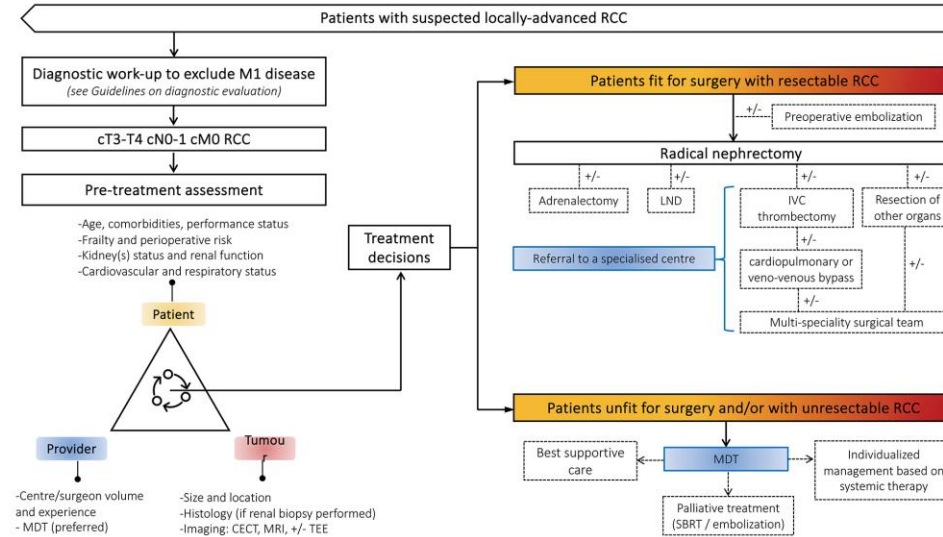 Patients with suspected locally-advanced RCC
Diagnostic work-up to exclude M1 disease
(see Guidelines on diagnostic evaluation)
cT3-T4 cN0-1 cM0 RCC
Pre-treatment assessment
-Age, comorbidities, performance status
-Frailty and perioperative risk
-Kidney(s) status and renal function
-Cardiovascular and respiratory status
Patient
Provider
-Centre/surgeon volume
and experience
- MDT (preferred)
Tumou
r
-Size and location
-Histology (if renal biopsy performed)
-Imaging: CECT, MRI, +/- TEE
Treatment
decisions
Patients fit for surgery with resectable RCC
+/-
Preoperative embolization
Radical nephrectomy
+/-
+/-
+/-
+/-
Adrenalectomy
LND
IVC
thrombectomy
Resection of
other organs
+/-
Referral to a specialised centre
cardiopulmonary or
veno-venous bypass
+/-
+/-
Multi-speciality surgical team
Patients unfit for surgery and/or with unresectable RCC
Best supportive
care
MDT
Individualized
management based on
systemic therapy
Palliative treatment
(SBRT / embolization)